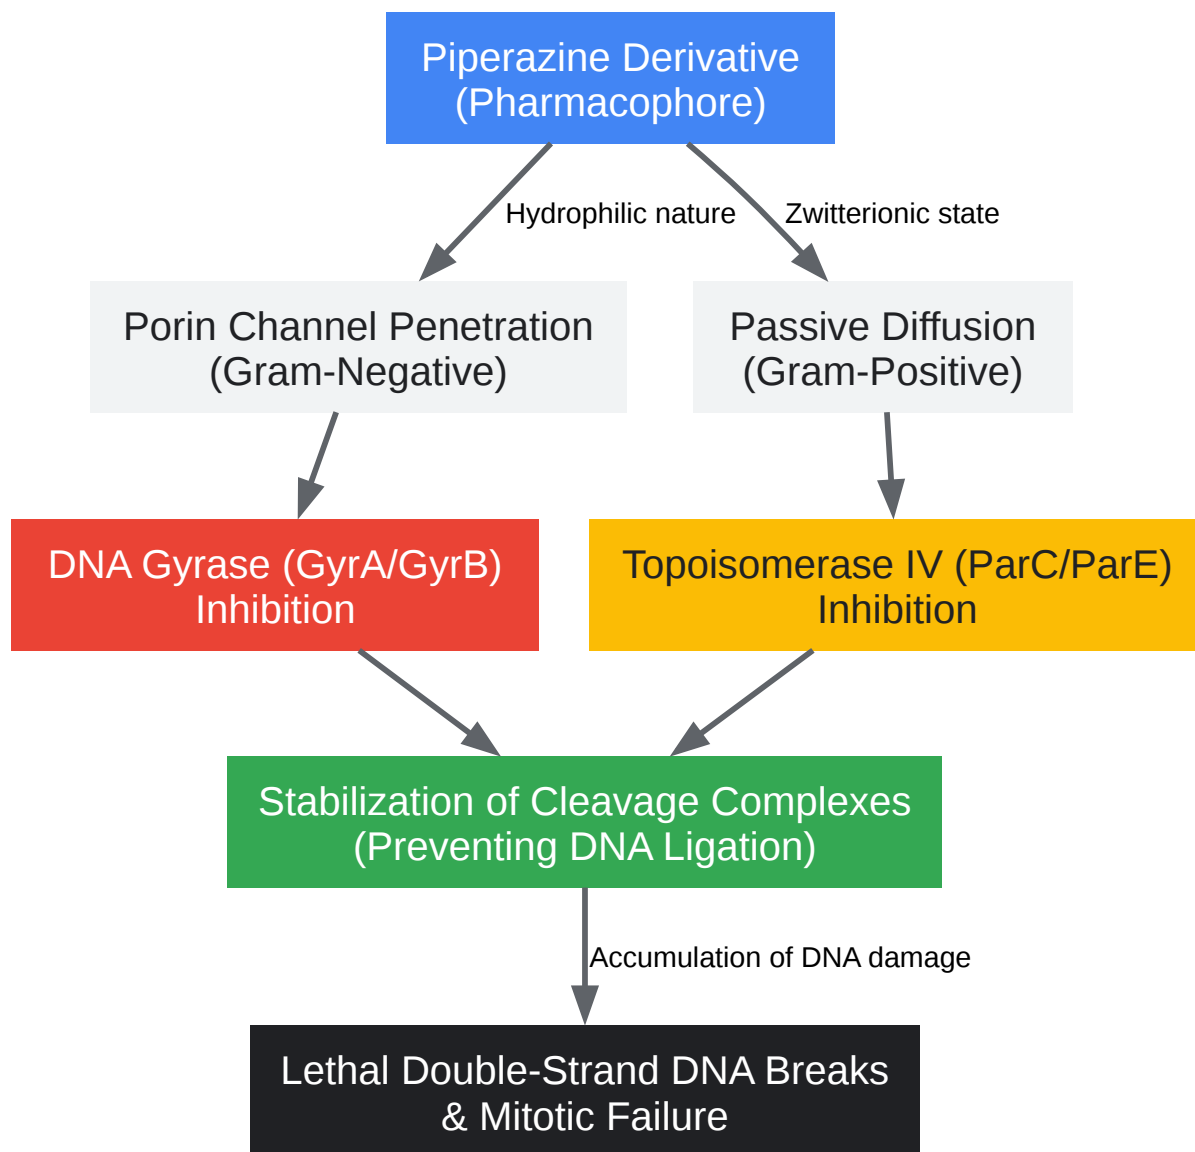 Piperazine Derivative
(Pharmacophore)
Hydrophilic nature
Zwitterionic state
Porin Channel Penetration
(Gram-Negative)
Passive Diffusion
(Gram-Positive)
DNA Gyrase (GyrA/GyrB)
Inhibition
Topoisomerase IV (ParC/ParE)
Inhibition
Stabilization of Cleavage Complexes
(Preventing DNA Ligation)
Accumulation of DNA damage
Lethal Double-Strand DNA Breaks
& Mitotic Failure